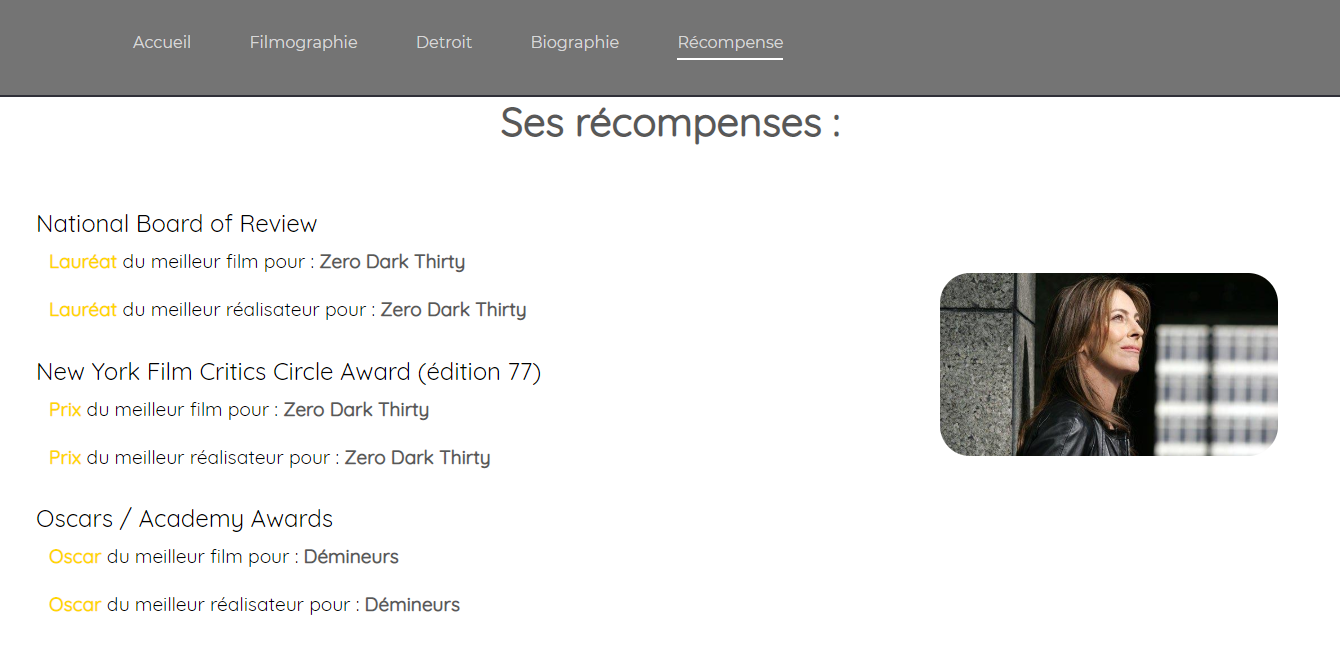 Accueil Filmographie Detroit Biographie Récompense
Ses récompenses :
National Board of Review
Lauréat du meilleur film pour : Zero Dark Thirty
Lauréat du meilleur réalisateur pour : Zero Dark Thirty
New York Film Critics Circle Award (édition 77)
Prix du meilleur film pour : Zero Dark Thirty
Prix du meilleur réalisateur pour : Zero Dark Thirty
Oscars / Academy Awards
Oscar du meilleur film pour : Démineurs
Oscar du meilleur réalisateur pour : Démineurs